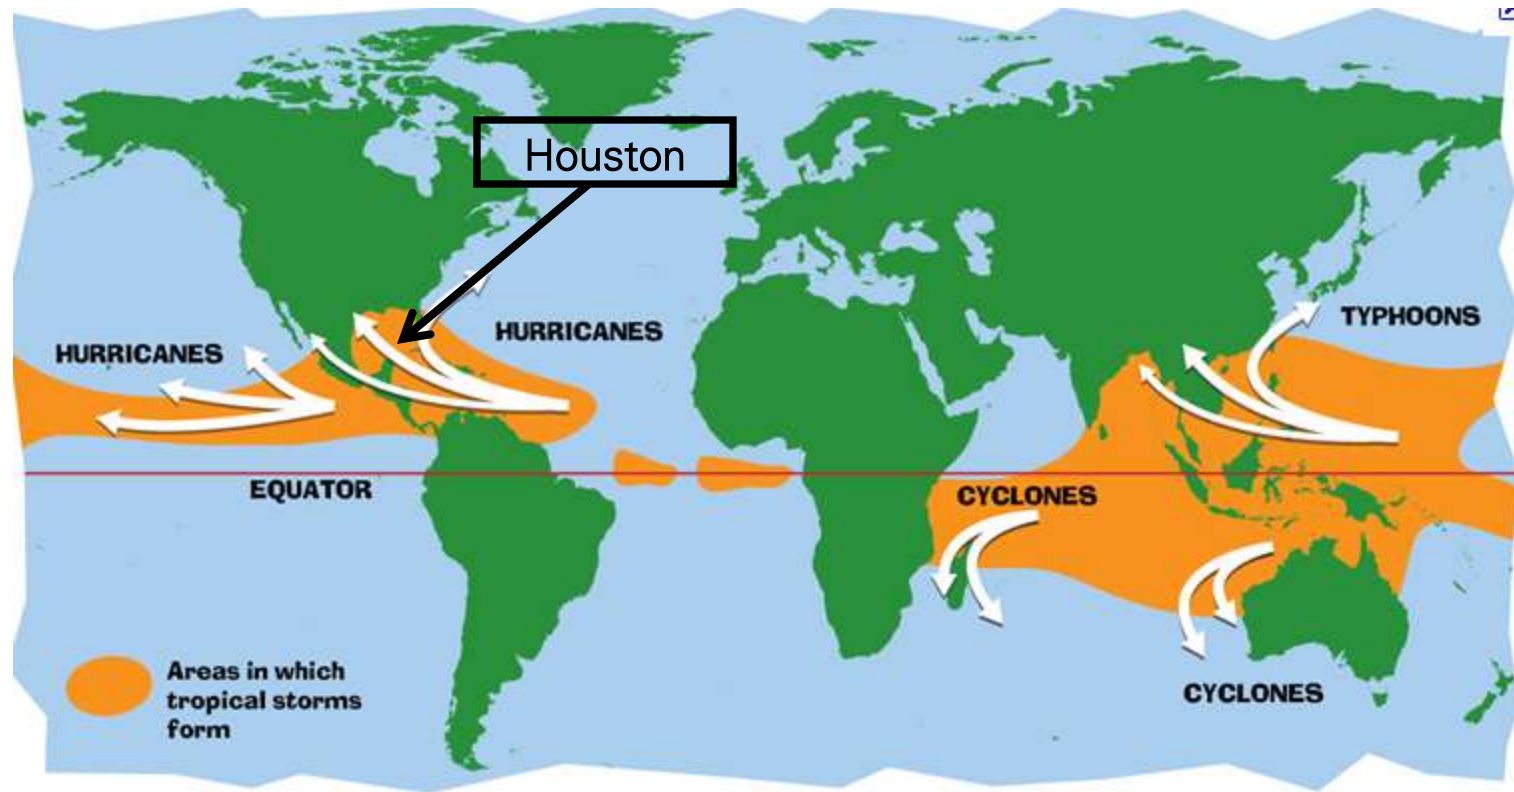 Houston
HURRICANES
HURRICANES
TYPHOONS
EQUATOR
CYCLONES
CYCLONES
Areas in which
tropical storms
form